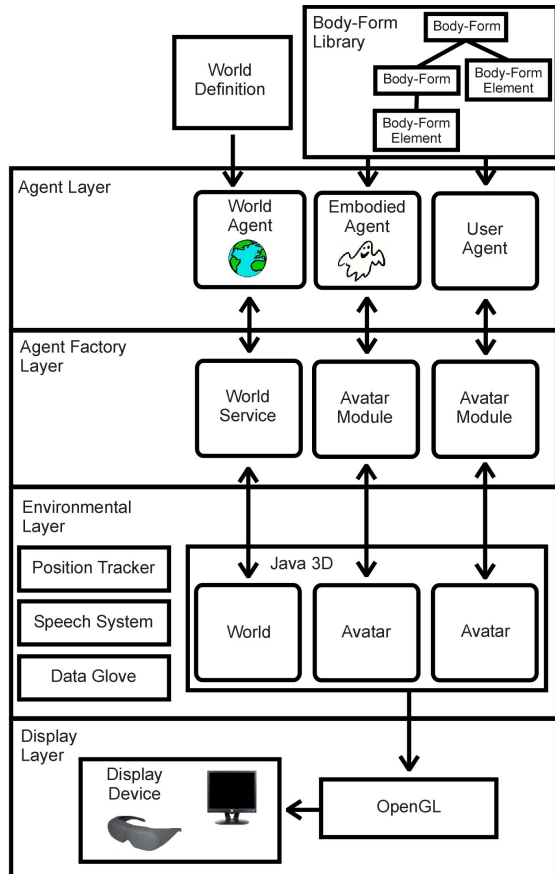 World
Definition
Body-Form
Library
Body-Form
Body-Form
Body-Form
Element
Body-Form
Element
Agent Layer
World
Agent
Embodied
Agent
User
Agent
Agent Factory
Layer
World
Service
Avatar
Module
Avatar
Module
Environmental
Layer
Position Tracker
Speech System
Data Glove
Java 3D
World
Avatar
Avatar
Display
Layer
Display
Device
OpenGL